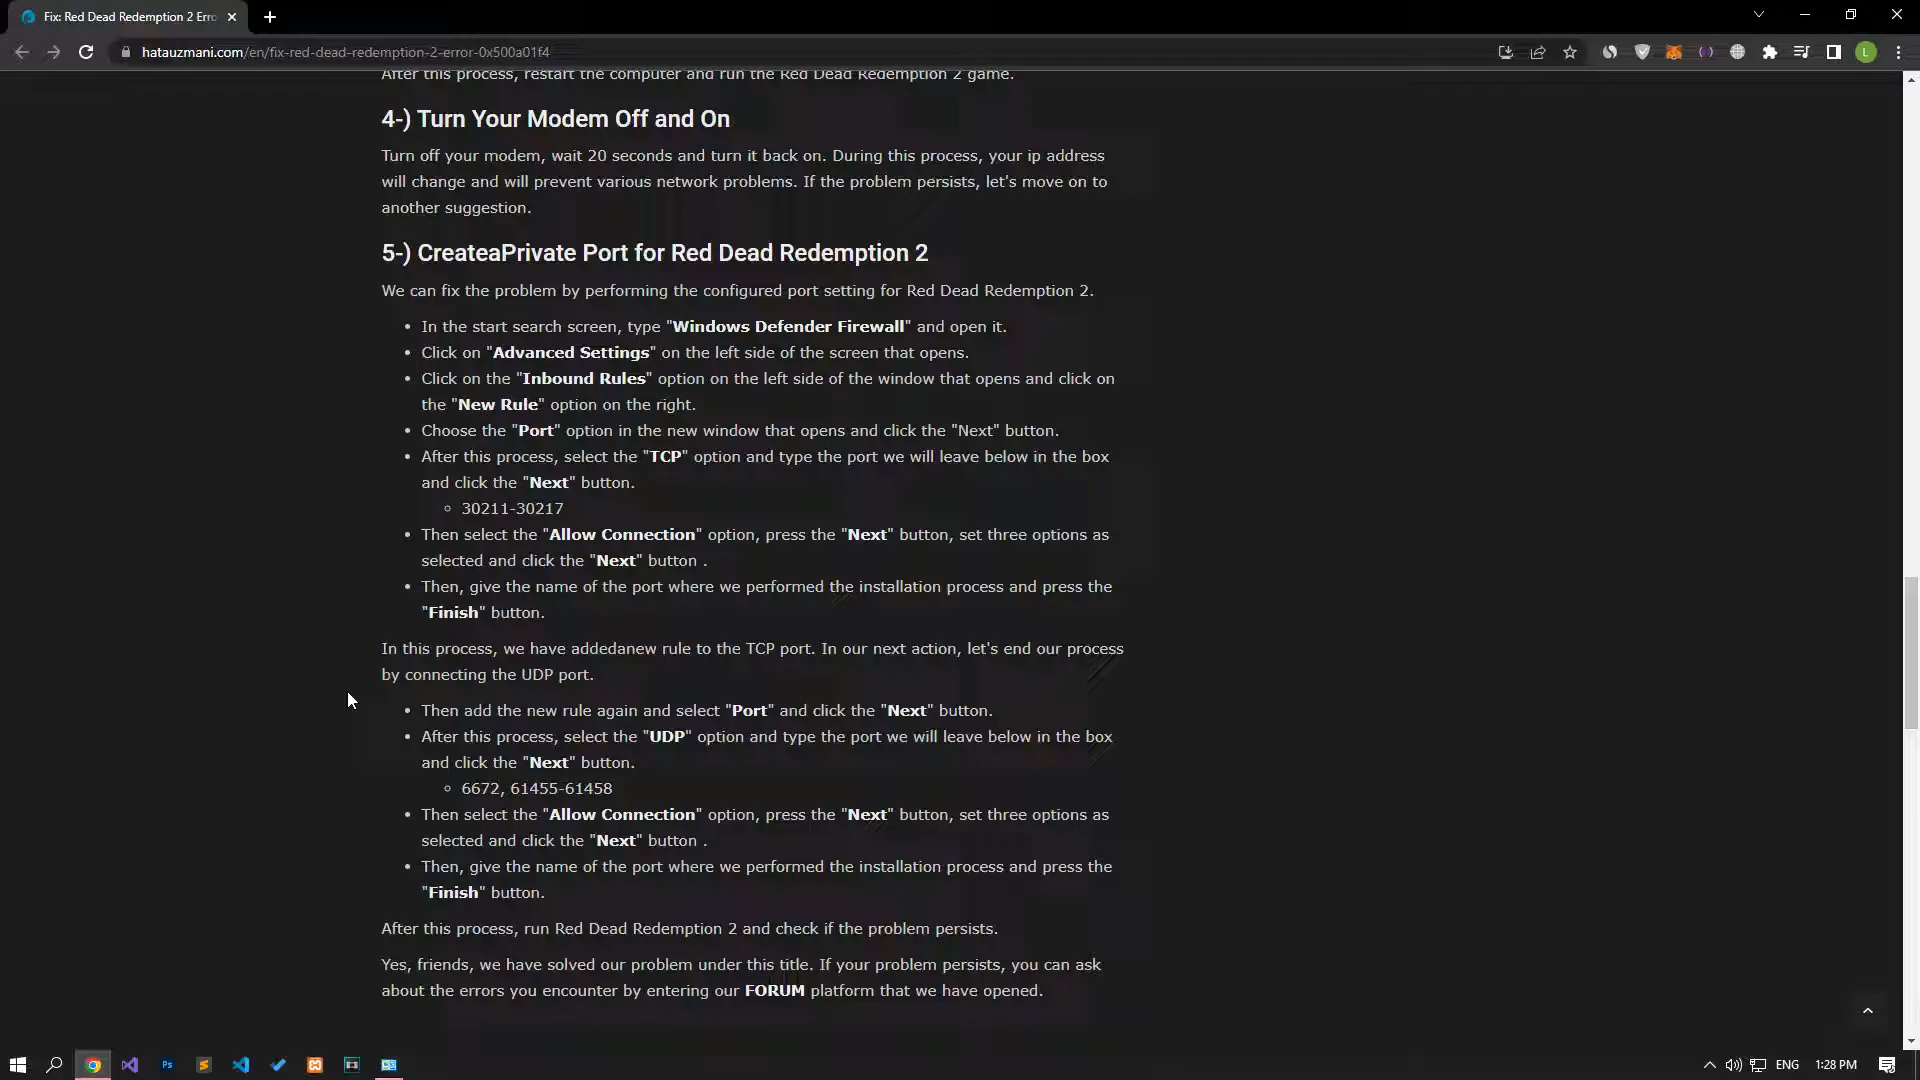 Fix: Red Dead Redemption 2 Erro
hatauzmani.com/en/fix-red-dead-redemption-2-error-0x500a01f4
L
After this process, restart the computer and run the Red Dead Redemption 2 game.
4-) Turn Your Modem Off and On
Turn off your modem, wait 20 seconds and turn it back on. During this process, your ip address
will change and will prevent various network problems. If the problem persists, let's move on to
another suggestion.
5-) CreateaPrivate Port for Red Dead Redemption 2
We can fix the problem by performing the configured port setting for Red Dead Redemption 2.
• In the start search screen, type "Windows Defender Firewall" and open it.
• Click on "Advanced Settings" on the left side of the screen that opens.
• Click on the "Inbound Rules" option on the left side of the window that opens and click on
the "New Rule" option on the right.
• Choose the "Port" option in the new window that opens and click the "Next" button.
• After this process, select the "TCP" option and type the port we will leave below in the box
and click the "Next" button.
◦ 30211-30217
• Then select the "Allow Connection" option, press the "Next" button, set three options as
selected and click the "Next" button .
• Then, give the name of the port where we performed the installation process and press the
"Finish" button.
In this process, we have addedanew rule to the TCP port. In our next action, let's end our process
by connecting the UDP port.
• Then add the new rule again and select "Port" and click the "Next" button.
• After this process, select the "UDP" option and type the port we will leave below in the box
and click the "Next" button.
◦ 6672, 61455-61458
• Then select the "Allow Connection" option, press the "Next" button, set three options as
selected and click the "Next" button .
• Then, give the name of the port where we performed the installation process and press the
"Finish" button.
After this process, run Red Dead Redemption 2 and check if the problem persists.
Yes, friends, we have solved our problem under this title. If your problem persists, you can ask
about the errors you encounter by entering our FORUM platform that we have opened.
Ps
ENG
1:28 PM